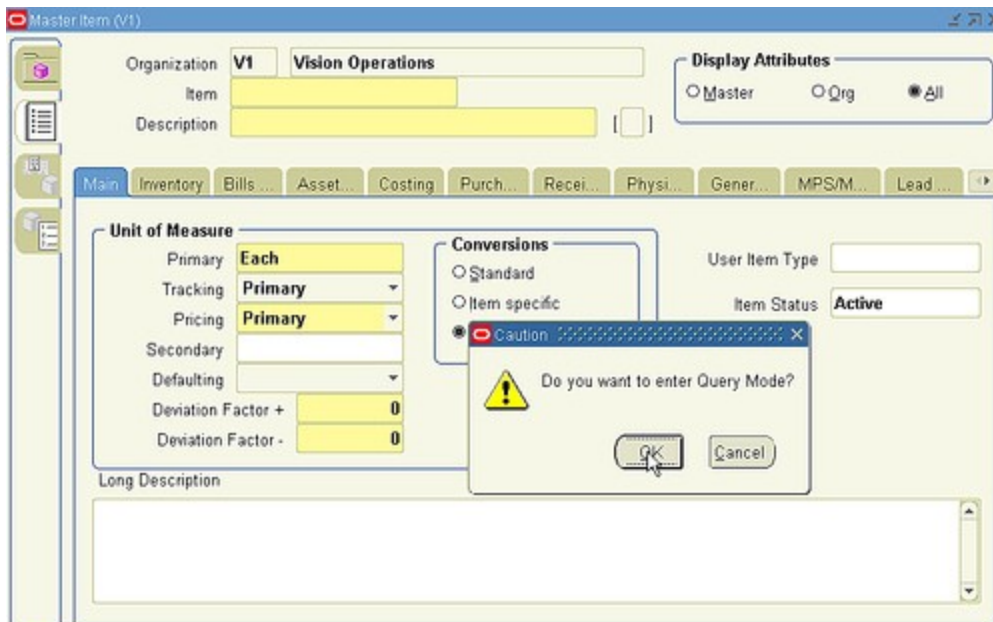 Master Item (V1)
Organization V1 Vision Operations
Display Attributes
Item
Master Org All
Description [ ]
Main Inventory Bills ... Asset... Costing Purch... Recei... Physi... Gener... MPS/M... Lead ...
Unit of Measure
Primary Each
Tracking Primary
Pricing Primary
Secondary
Defaulting
Deviation Factor + 0
Deviation Factor - 0
Conversions
Standard
Item specific
User Item Type
Item Status Active
Caution
Do you want to enter Query Mode?
OK Cancel
Long Description